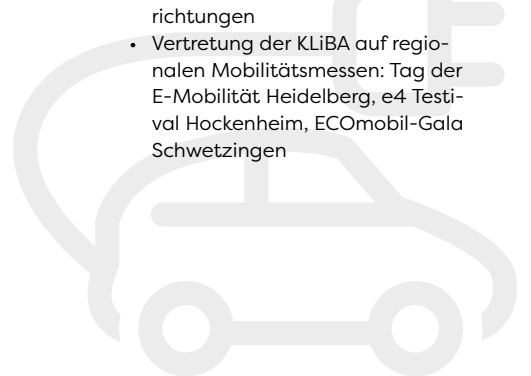 richtungen
• Vertretung der KLiBA auf regio-
nalen Mobilitätsmessen: Tag der
E-Mobilität Heidelberg, e4 Testi-
val Hockenheim, ECOmobil-Gala
Schwetzingen